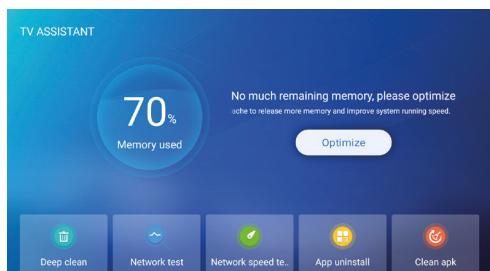 TV ASSISTANT
70%
Memory used
No much remaining memory, please optimize
ache to release more memory and improve system running speed.
Optimize
Deep clean
Network test
Network speed te..
App uninstall
Clean apk